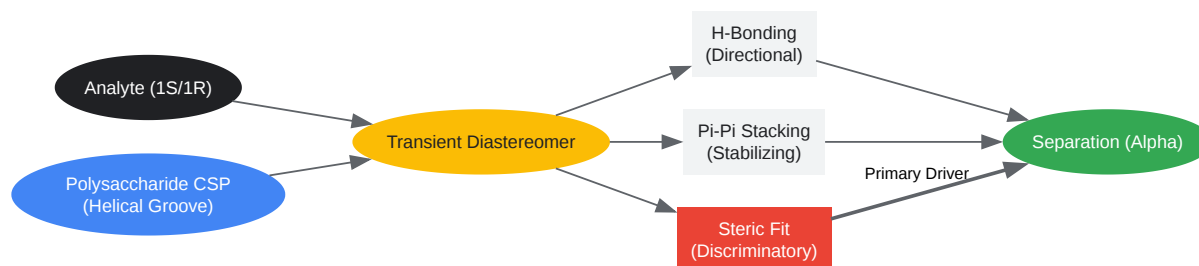 H-Bonding
(Directional)
Analyte (1S/1R)
Transient Diastereomer
Pi-Pi Stacking
(Stabilizing)
Separation (Alpha)
Primary Driver
Polysaccharide CSP
(Helical Groove)
Steric Fit
(Discriminatory)